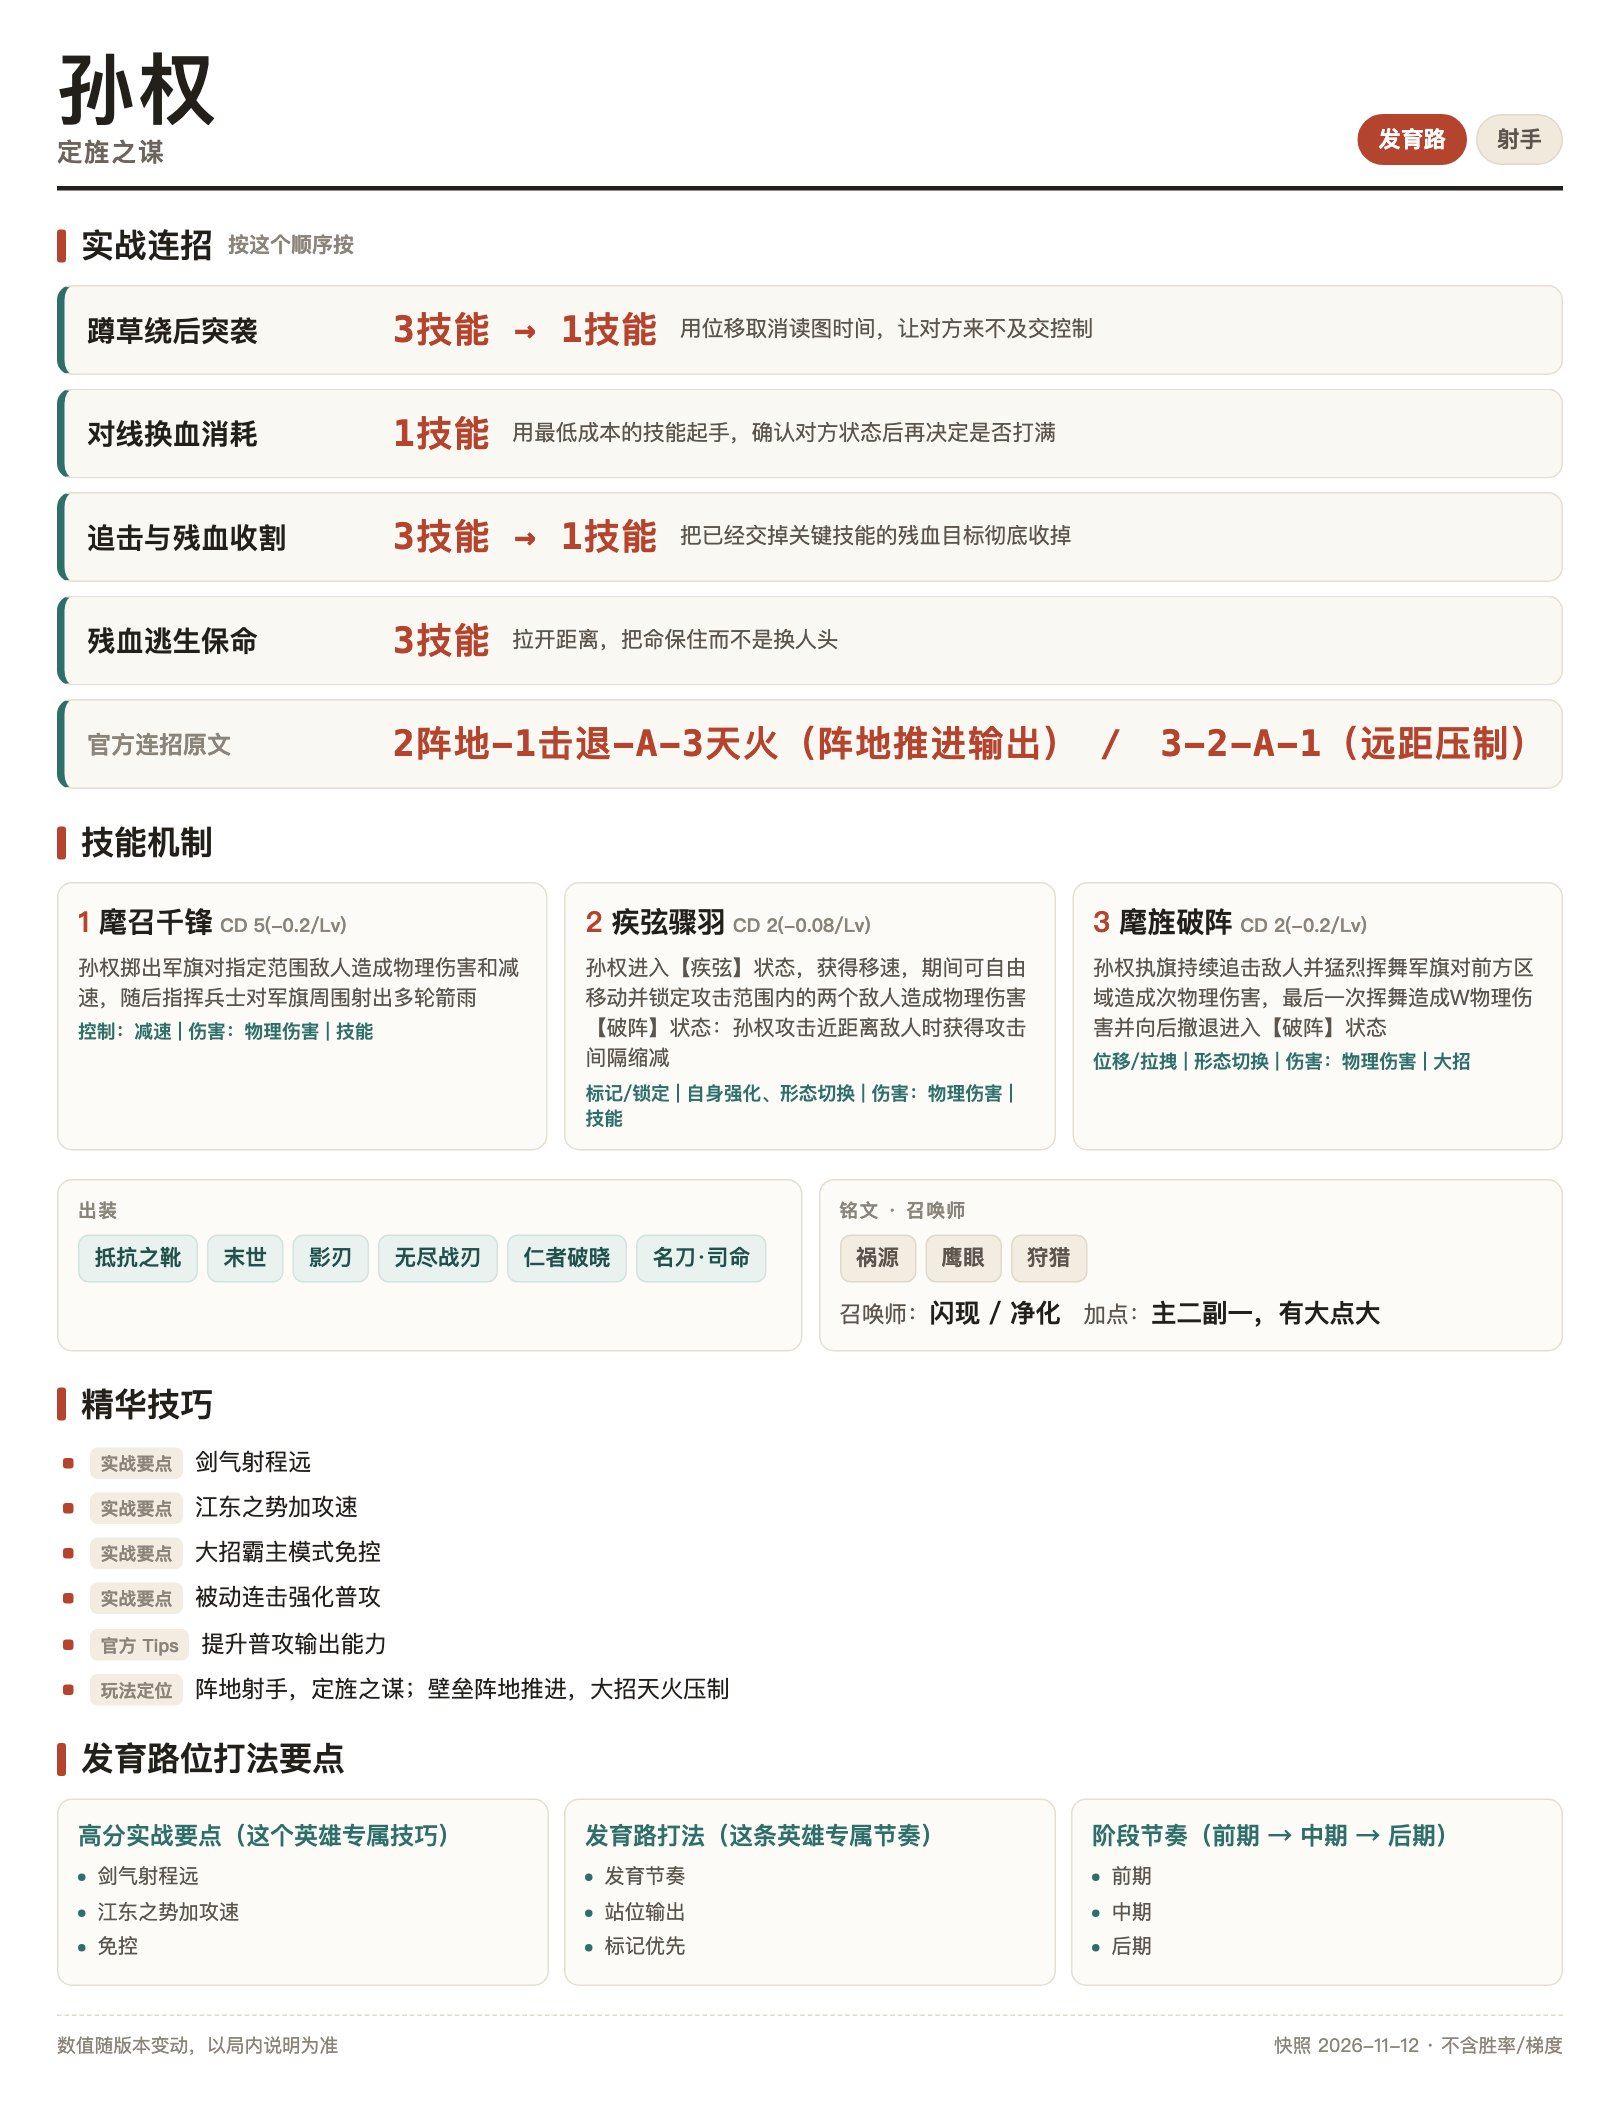 孙权
定旌之谋
发育路 射手
实战连招 按这个顺序按
蹲草绕后突袭 3技能 → 1技能 用位移取消读图时间，让对方来不及交控制
对线换血消耗 1技能 用最低成本的技能起手，确认对方状态后再决定是否打满
追击与残血收割 3技能 → 1技能 把已经交掉关键技能的残血目标彻底收掉
残血逃生保命 3技能 拉开距离，把命保住而不是换人头
官方连招原文 2阵地–1击退–A–3天火（阵地推进输出） / 3–2–A–1（远距压制）
技能机制
1 麾召千锋 CD 5(−0.2/Lv)
孙权掷出军旗对指定范围敌人造成物理伤害和减
速，随后指挥兵士对军旗周围射出多轮箭雨
控制：减速 | 伤害：物理伤害 | 技能
2 疾弦骤羽 CD 2(−0.08/Lv)
孙权进入【疾弦】状态，获得移速，期间可自由
移动并锁定攻击范围内的两个敌人造成物理伤害
【破阵】状态：孙权攻击近距离敌人时获得攻击
间隔缩减
标记/锁定 | 自身强化、形态切换 | 伤害：物理伤害 |
技能
3 麾旌破阵 CD 2(−0.2/Lv)
孙权执旗持续追击敌人并猛烈挥舞军旗对前方区
域造成次物理伤害，最后一次挥舞造成W物理伤
害并向后撤退进入【破阵】状态
位移/拉拽 | 形态切换 | 伤害：物理伤害 | 大招
出装
抵抗之靴 末世 影刃 无尽战刃 仁者破晓 名刀·司命
铭文 · 召唤师
祸源 鹰眼 狩猎
召唤师：闪现 / 净化 加点：主二副一，有大点大
精华技巧
实战要点 剑气射程远
实战要点 江东之势加攻速
实战要点 大招霸主模式免控
实战要点 被动连击强化普攻
官方 Tips 提升普攻输出能力
玩法定位 阵地射手，定旌之谋；壁垒阵地推进，大招天火压制
发育路位打法要点
高分实战要点（这个英雄专属技巧）
剑气射程远
江东之势加攻速
免控
发育路打法（这条英雄专属节奏）
发育节奏
站位输出
标记优先
阶段节奏（前期 → 中期 → 后期）
前期
中期
后期
数值随版本变动，以局内说明为准
快照 2026–11–12 · 不含胜率/梯度